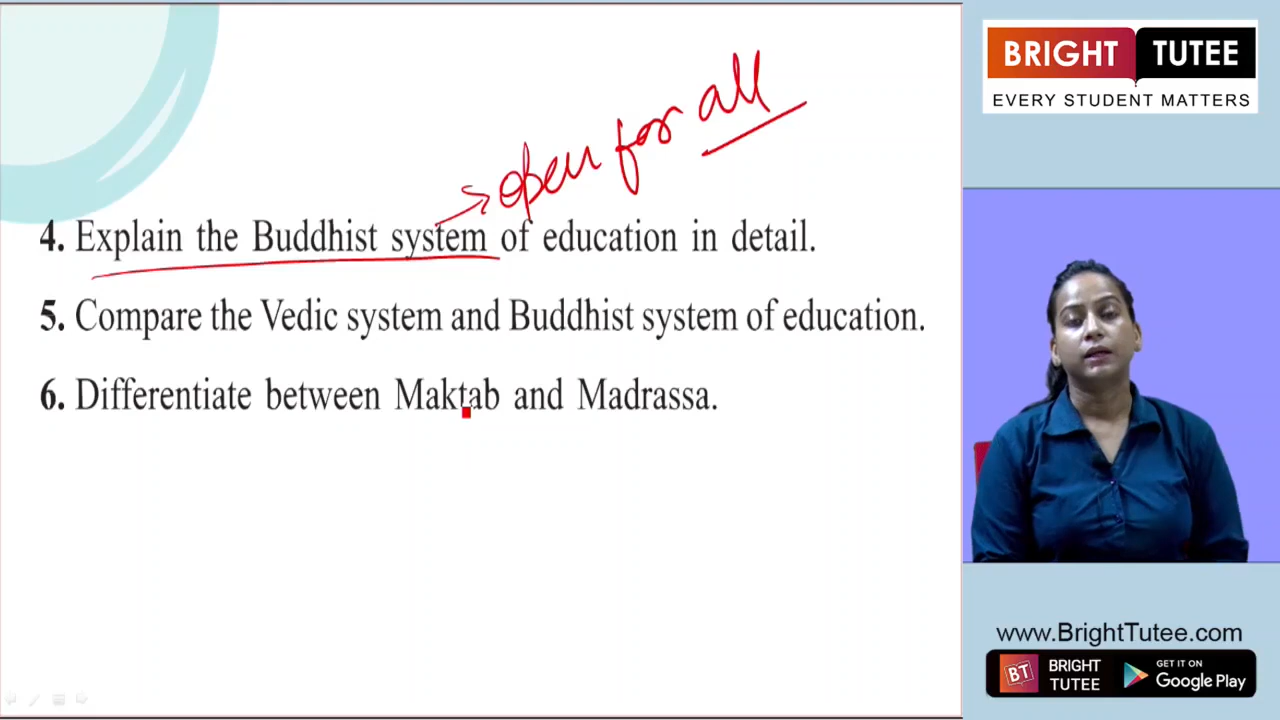 BRIGHT TUTEE
EVERY STUDENT MATTERS
open for all
4. Explain the Buddhist system of education in detail.
5. Compare the Vedic system and Buddhist system of education.
6. Differentiate between Maktab and Madrassa.
www.BrightTutee.com
BT
BRIGHT
TUTEE
GET IT ON
Google Play